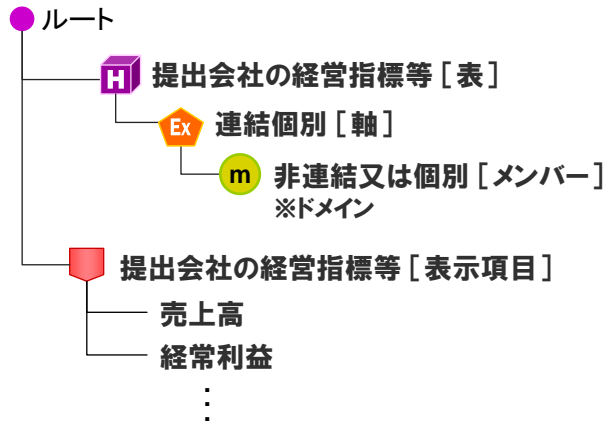 ルート
H 提出会社の経営指標等[表]
Ex 連結個別[軸]
m 非連結又は個別[メンバー]
※ドメイン
提出会社の経営指標等[表示項目]
売上高
経常利益
⋮